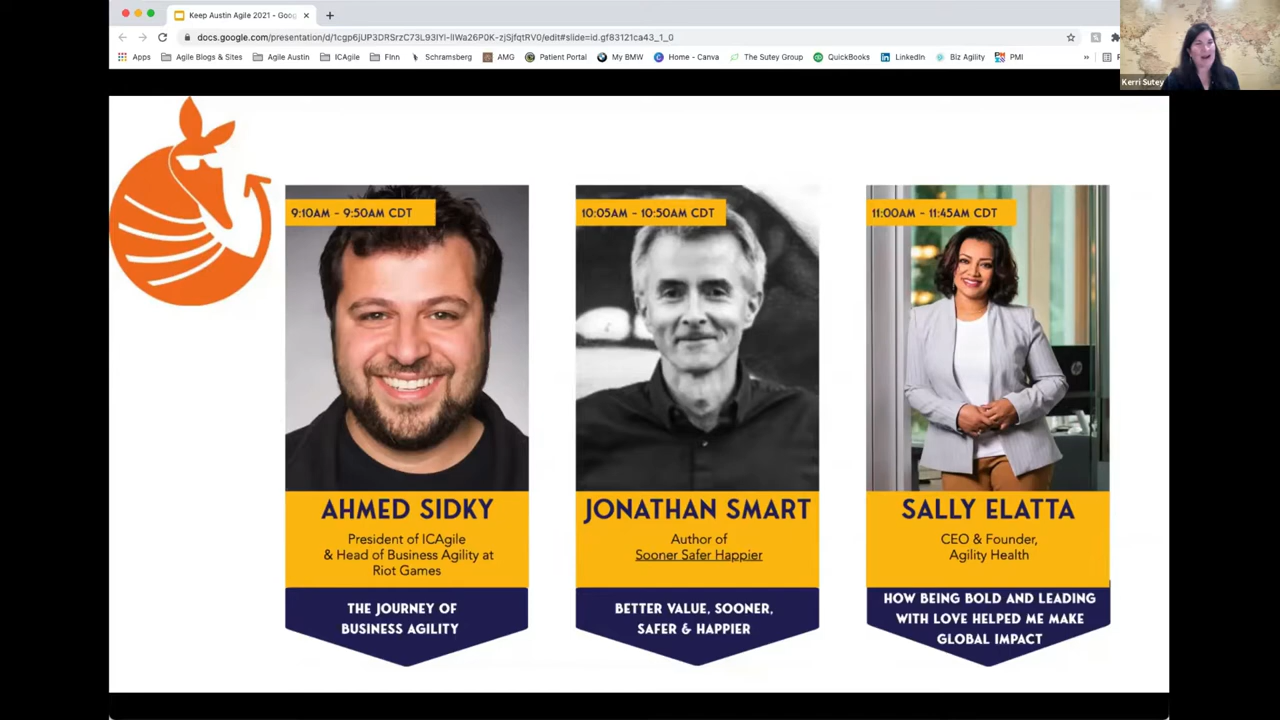 Keep Austin Agile 2021 - Goog
docs.google.com/presentation/d/1cgp6jUP3DRSrzC73L93IYl-lIWa26P0K-zjSjfqtRV0/edit#slide=id.gf83121ca43_1_0
Apps Agile Blogs & Sites Agile Austin ICAgile FInn Schramsberg AMG Patient Portal My BMW Home - Canva The Sutey Group QuickBooks LinkedIn Biz Agility PMI »
Kerri Sutey
9:10AM - 9:50AM CDT
10:05AM - 10:50AM CDT
11:00AM - 11:45AM CDT
AHMED SIDKY
President of ICAgile
& Head of Business Agility at
Riot Games
THE JOURNEY OF
BUSINESS AGILITY
JONATHAN SMART
Author of
Sooner Safer Happier
BETTER VALUE, SOONER,
SAFER & HAPPIER
SALLY ELATTA
CEO & Founder,
Agility Health
HOW BEING BOLD AND LEADING
WITH LOVE HELPED ME MAKE
GLOBAL IMPACT